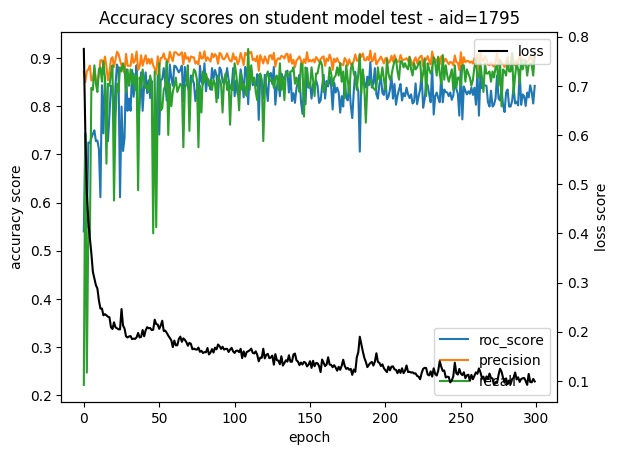 Accuracy scores on student model test - aid=1795
accuracy score
0.9
0.8
0.7
0.6
0.5
0.4
0.3
0.2
0
50
100
150
200
250
300
epoch
0.8
0.7
0.6
0.5
0.4
0.3
0.2
0.1
loss score
loss
roc_score
precision
recall